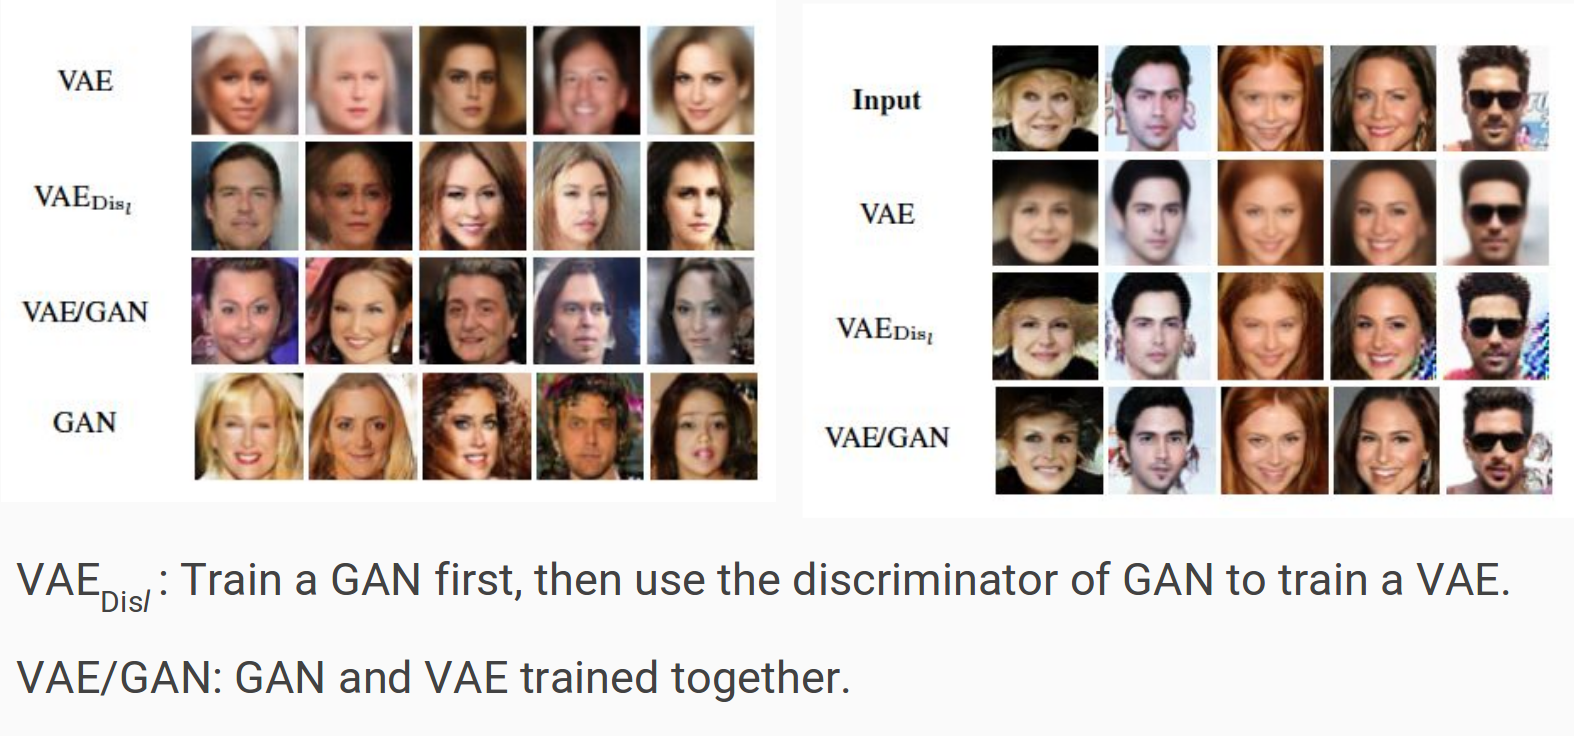 VAE
VAEDisl
VAE/GAN
GAN
Input
VAE
VAEDisl
VAE/GAN
VAEDisl : Train a GAN first, then use the discriminator of GAN to train a VAE.
VAE/GAN: GAN and VAE trained together.